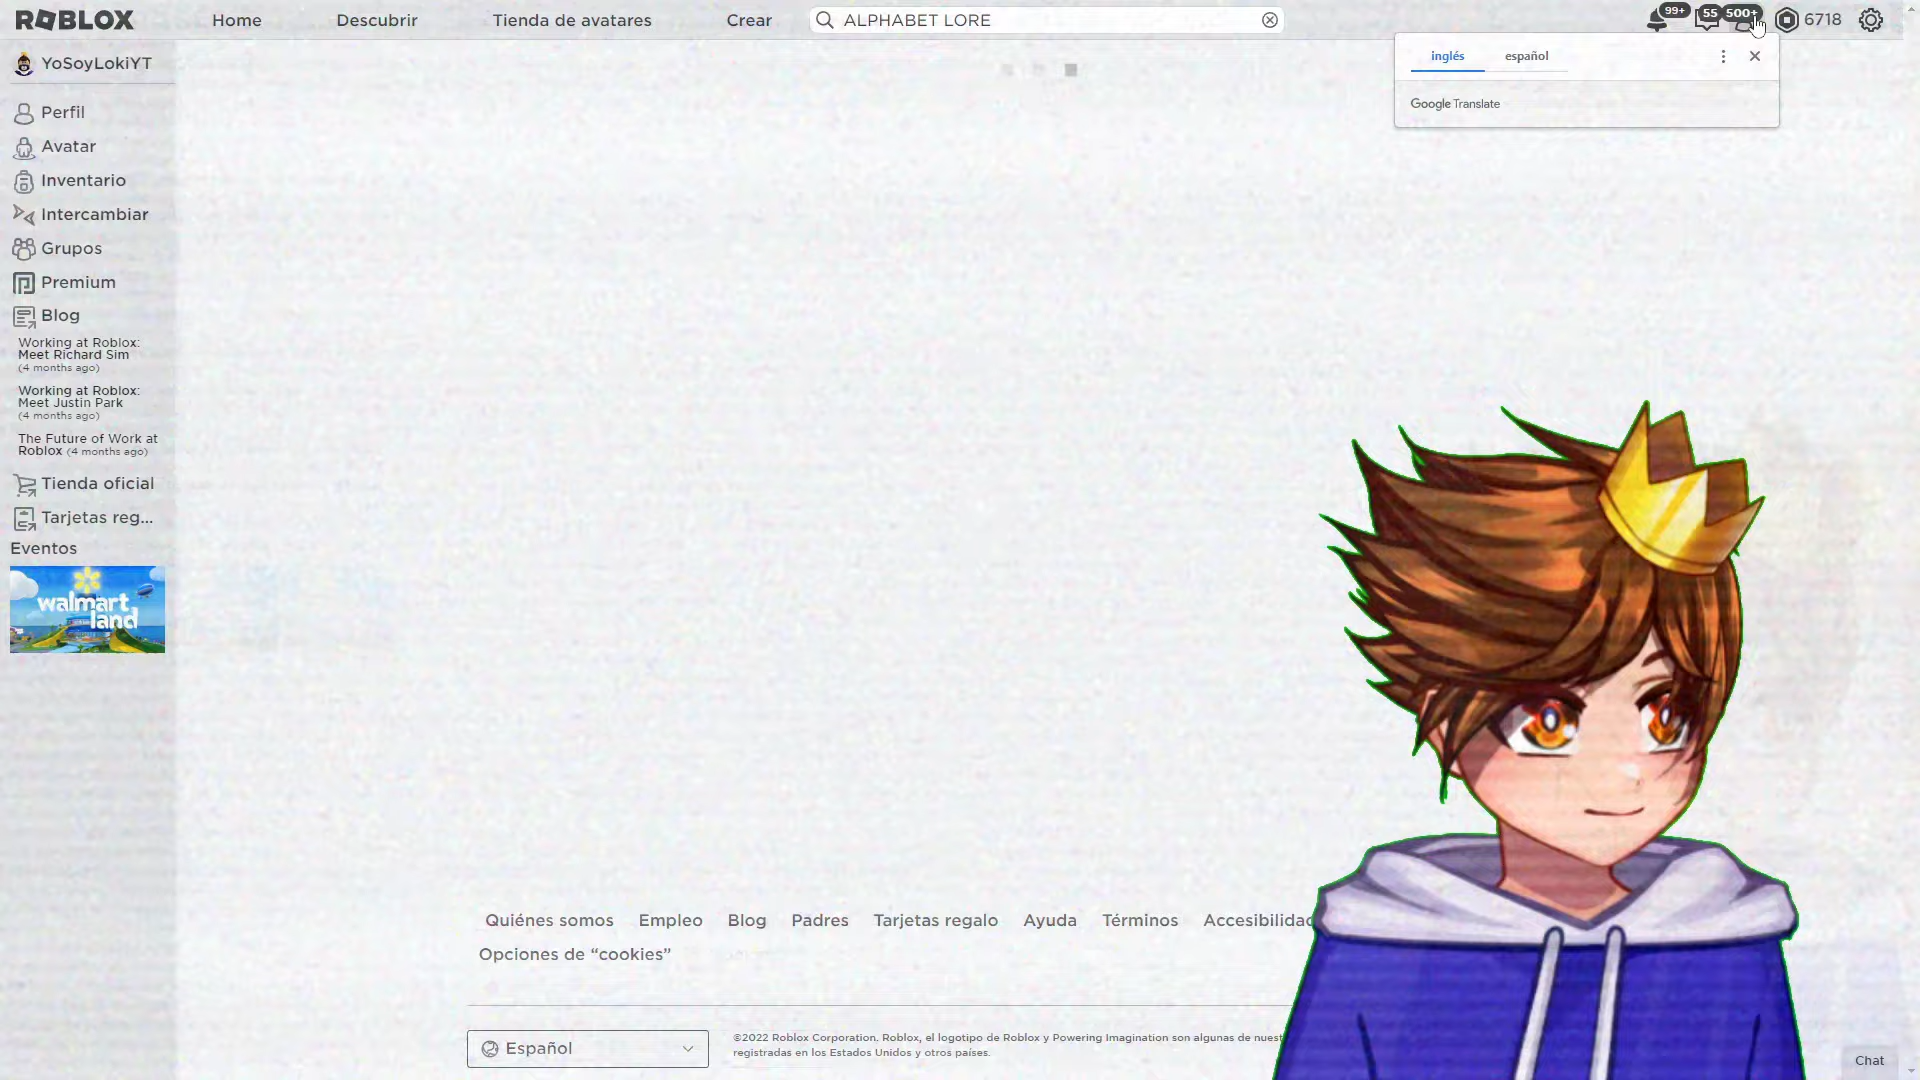 ROBLOX
Home
Descubrir
Tienda de avatares
Crear
ALPHABET LORE
99+
55
500+
6718
inglés
español
Google Translate
YoSoyLokiYT
Perfil
Avatar
Inventario
Intercambiar
Grupos
Premium
Blog
Working at Roblox:
Meet Richard Sim
(4 months ago)
Working at Roblox:
Meet Justin Park
(4 months ago)
The Future of Work at
Roblox (4 months ago)
Tienda oficial
Tarjetas reg...
Eventos
walmart
land
Quiénes somos
Empleo
Blog
Padres
Tarjetas regalo
Ayuda
Términos
Accesibilidad
Opciones de “cookies”
Español
©2022 Roblox Corporation. Roblox, el logotipo de Roblox y Powering Imagination son algunas de nuest
registradas en los Estados Unidos y otros países.
Chat